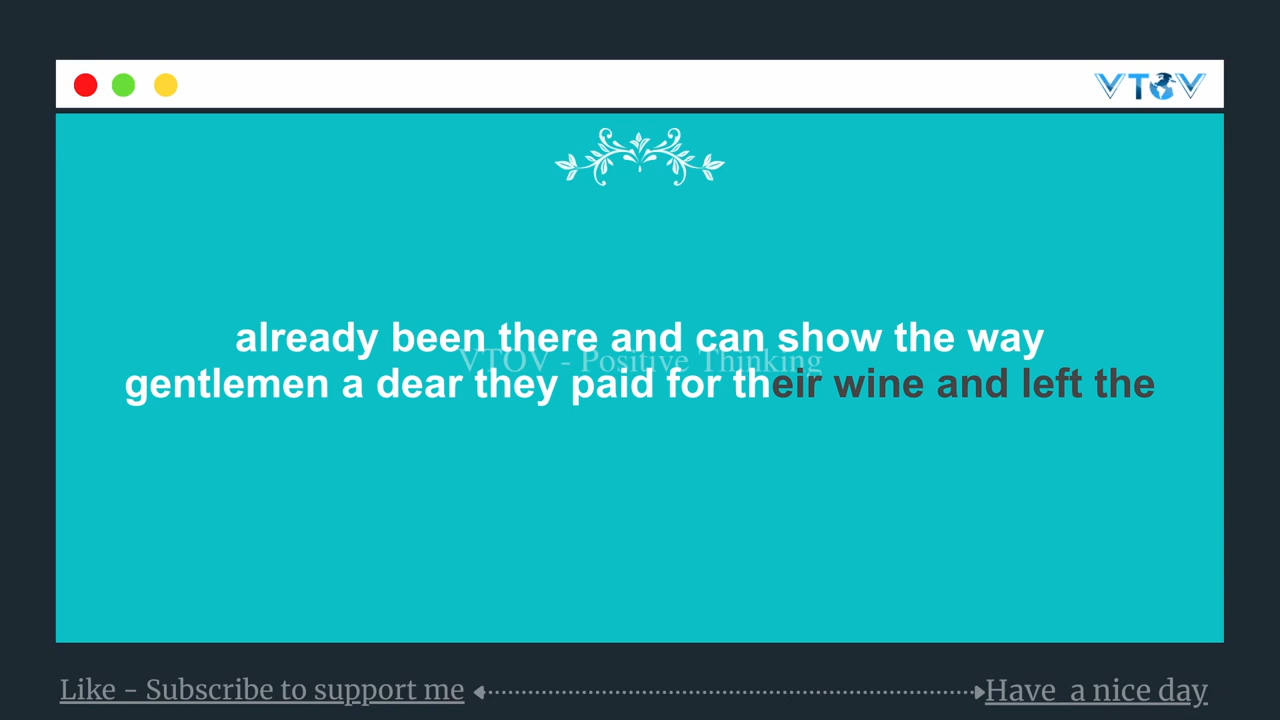 VTOV
already been there and can show the way
VTOV - Positive Thinking
gentlemen a dear they paid for their wine and left the
Like - Subscribe to support me
Have a nice day